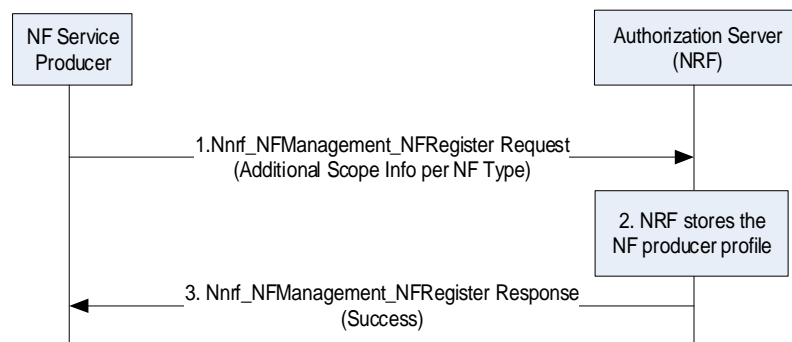 NF Service
Producer
Authorization Server
(NRF)
1.Nnrf_NFManagement_NFRegister Request
(Additional Scope Info per NF Type)
2. NRF stores the
NF producer profile
3. Nnrf_NFManagement_NFRegister Response
(Success)